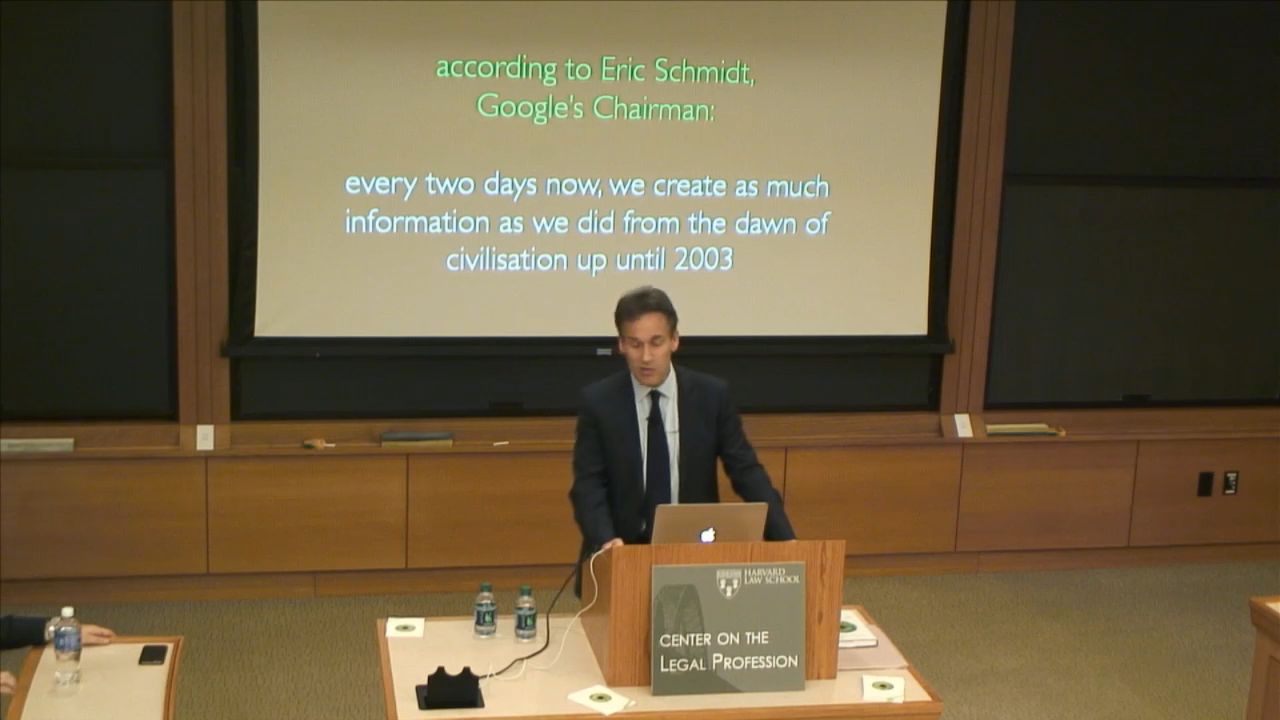 according to Eric Schmidt,
Google's Chairman:
every two days now, we create as much
information as we did from the dawn of
civilisation up until 2003
HARVARD
LAW SCHOOL
CENTER ON THE
LEGAL PROFESSION